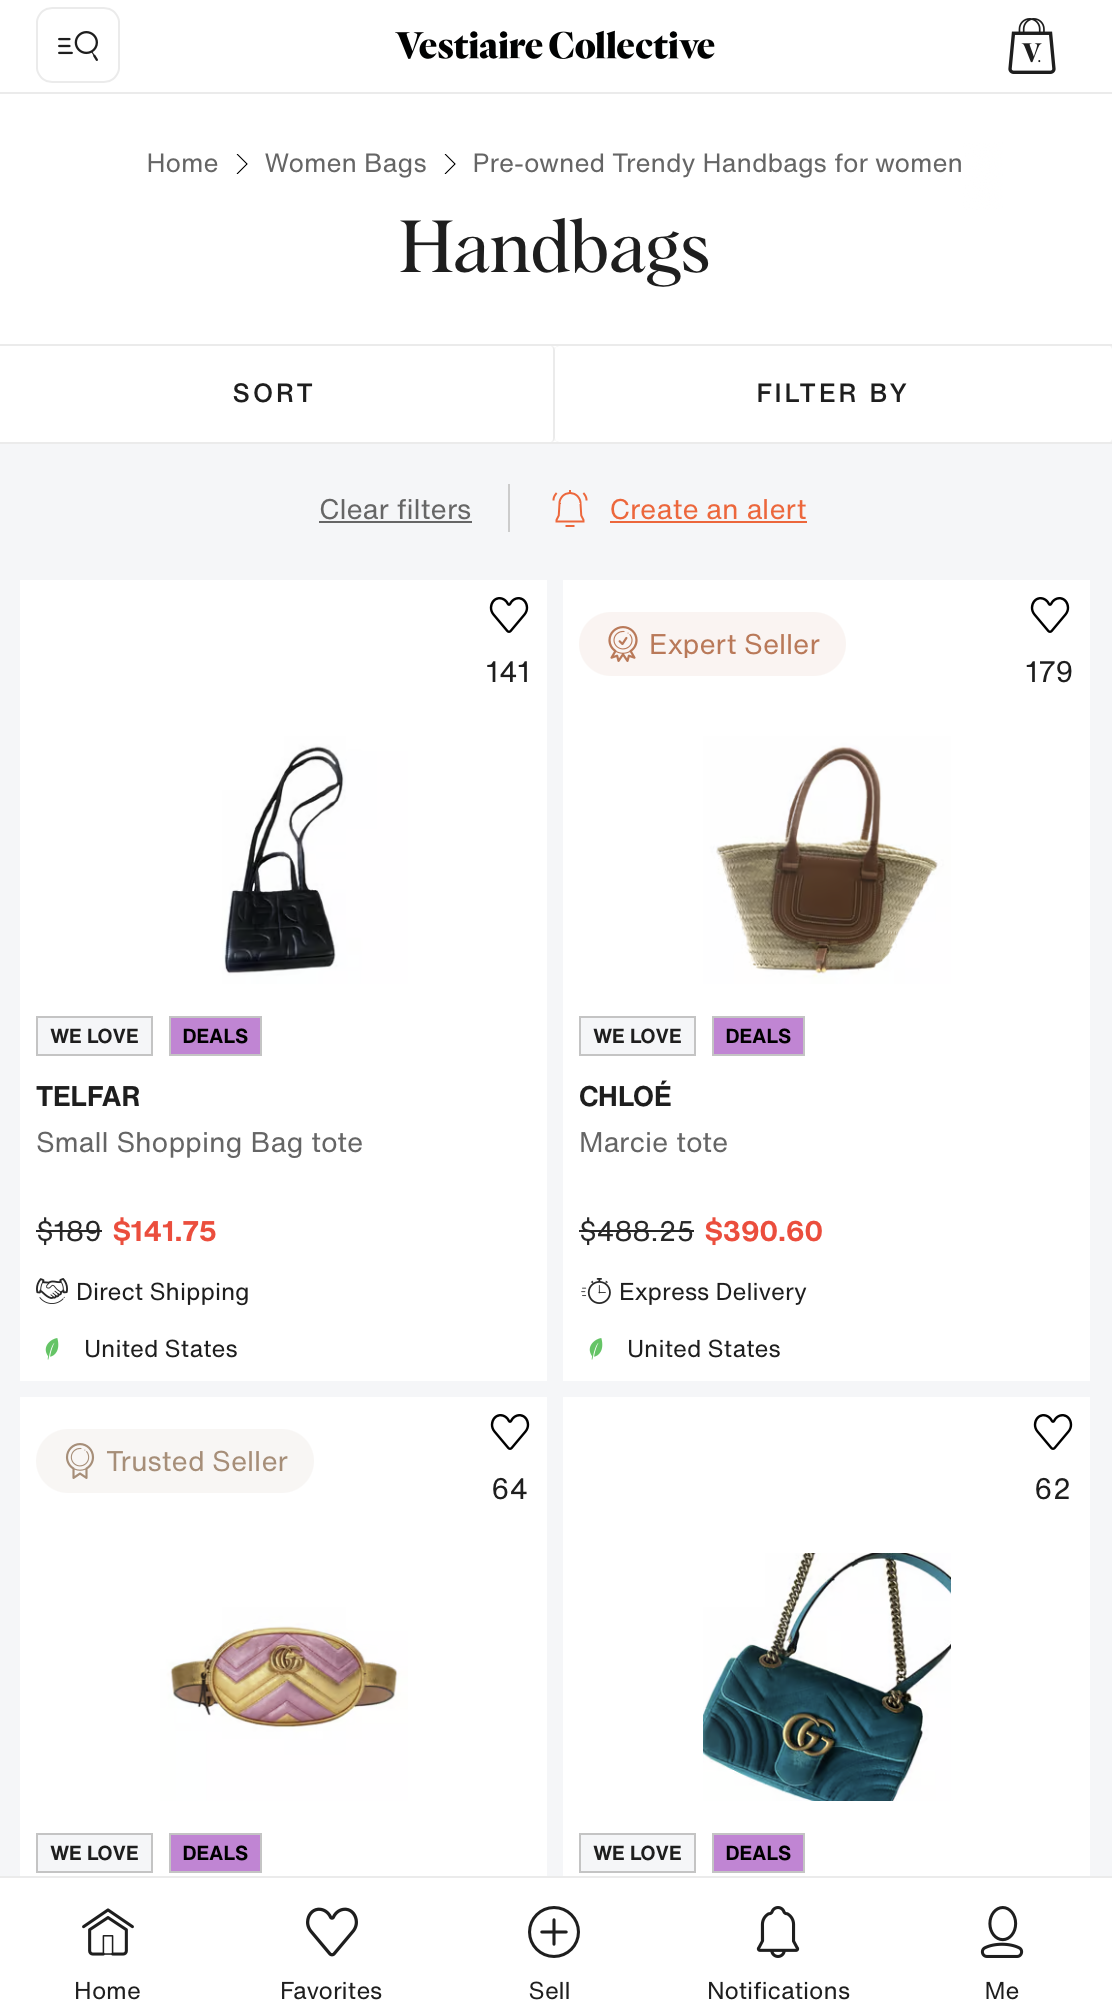 Vestiaire Collective
V.
Home > Women Bags > Pre-owned Trendy Handbags for women
Handbags
SORT
FILTER BY
Clear filters
Create an alert
141
WE LOVE
DEALS
TELFAR
Small Shopping Bag tote
$189 $141.75
Direct Shipping
United States
Expert Seller
179
WE LOVE
DEALS
CHLOÉ
Marcie tote
$488.25 $390.60
Express Delivery
United States
Trusted Seller
64
WE LOVE
DEALS
62
WE LOVE
DEALS
Home
Favorites
Sell
Notifications
Me